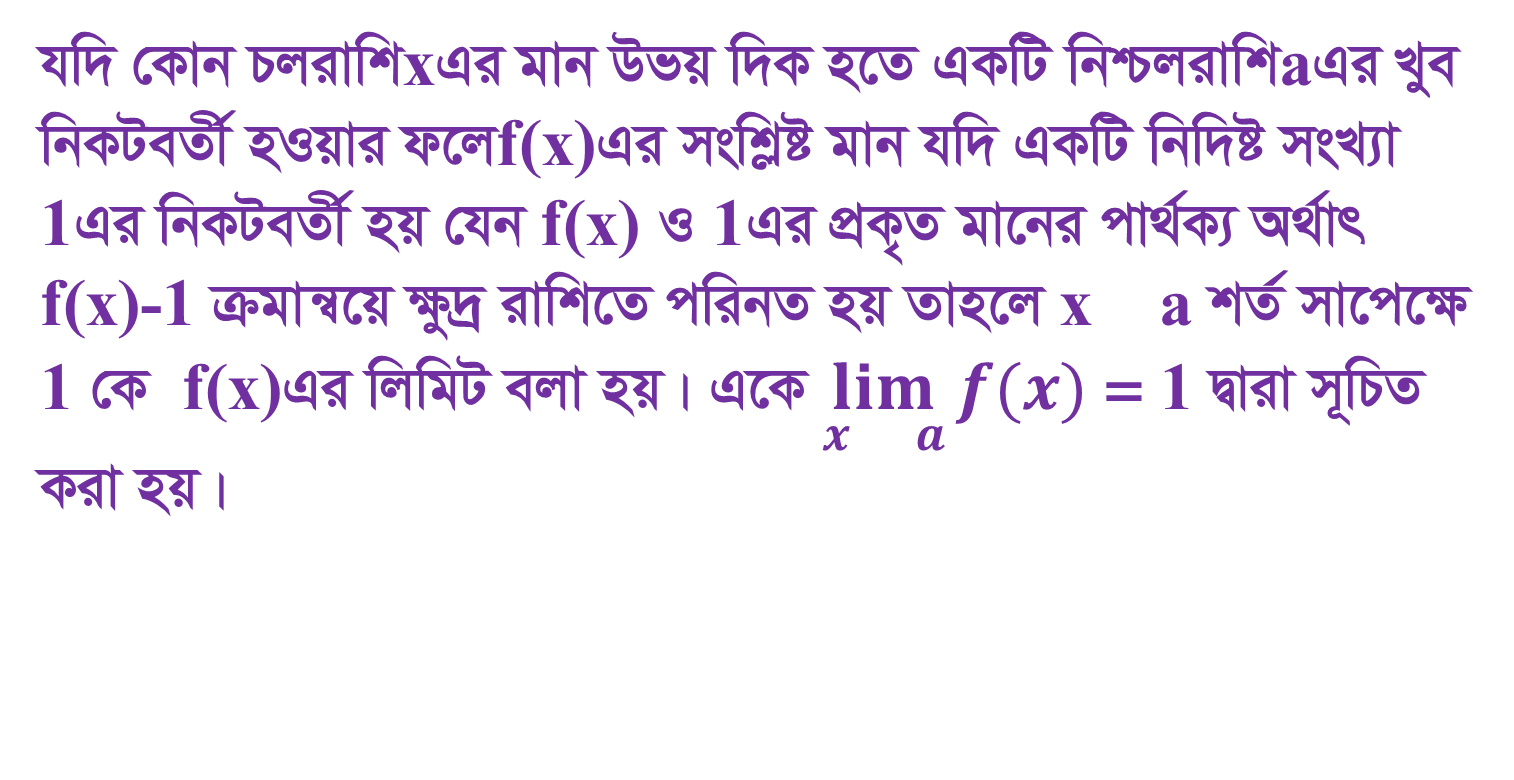 যদি কোন চলরাশিxএর মান উভয় দিক হতে একটি নিশ্চলরাশিaএর খুব
নিকটবর্তী হওয়ার ফলেf(x)এর সংশ্লিষ্ট মান যদি একটি নিদিষ্ট সংখ্যা
1এর নিকটবর্তী হয় যেন f(x) ও 1এর প্রকৃত মানের পার্থক্য অর্থাৎ
f(x)-1 ক্রমান্বয়ে ক্ষুদ্র রাশিতে পরিনত হয় তাহলে x a শর্ত সাপেক্ষে
1 কে f(x)এর লিমিট বলা হয়। একে lim x a f(x) = 1 দ্বারা সূচিত
করা হয়।